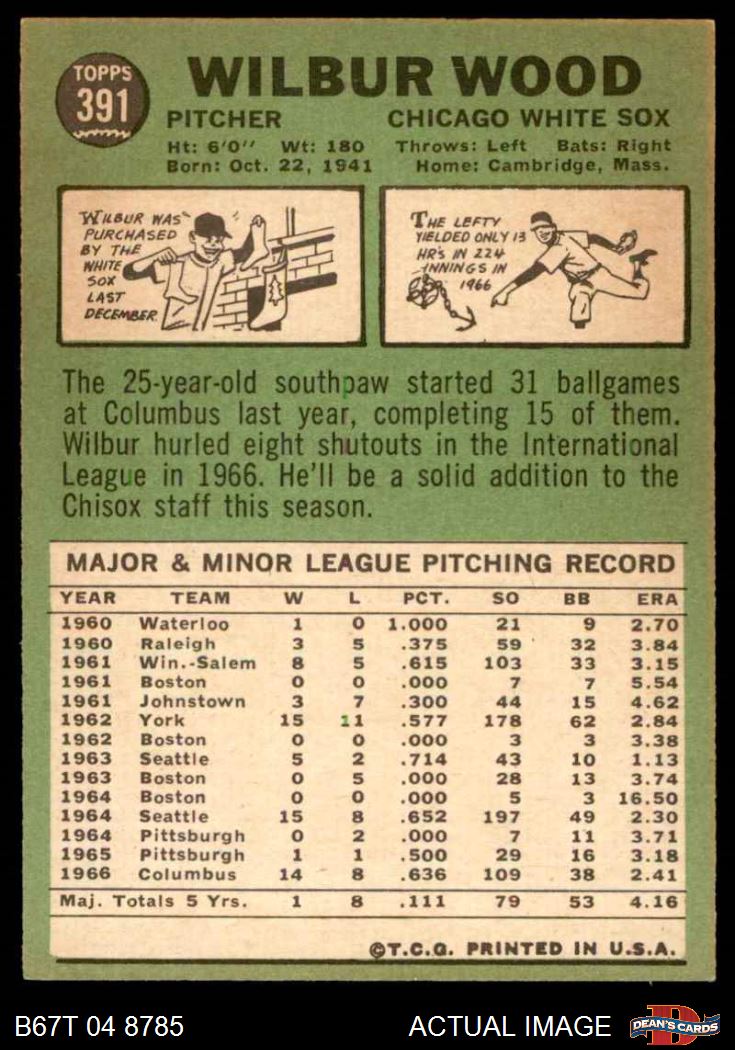 TOPPS
391
WILBUR WOOD
PITCHER CHICAGO WHITE SOX
Ht: 6'0" Wt: 180 Throws: Left Bats: Right
Born: Oct. 22, 1941 Home: Cambridge, Mass.
WILBUR WAS
PURCHASED
BY THE
WHITE
SOX
LAST
DECEMBER.
THE LEFTY
YIELDED ONLY 13
HR'S IN 224
INNINGS IN
1966
The 25-year-old southpaw started 31 ballgames
at Columbus last year, completing 15 of them.
Wilbur hurled eight shutouts in the International
League in 1966. He'll be a solid addition to the
Chisox staff this season.
MAJOR & MINOR LEAGUE PITCHING RECORD
YEAR TEAM W L PCT. SO BB ERA
1960 Waterloo 1 0 1.000 21 9 2.70
1960 Raleigh 3 5 .375 59 32 3.84
1961 Win.-Salem 8 5 .615 103 33 3.15
1961 Boston 0 0 .000 7 7 5.54
1961 Johnstown 3 7 .300 44 15 4.62
1962 York 15 11 .577 178 62 2.84
1962 Boston 0 0 .000 3 3 3.38
1963 Seattle 5 2 .714 43 10 1.13
1963 Boston 0 5 .000 28 13 3.74
1964 Boston 0 0 .000 5 3 16.50
1964 Seattle 15 8 .652 197 49 2.30
1964 Pittsburgh 0 2 .000 7 11 3.71
1965 Pittsburgh 1 1 .500 29 16 3.18
1966 Columbus 14 8 .636 109 38 2.41
Maj. Totals 5 Yrs. 1 8 .111 79 53 4.16
©T.C.G. PRINTED IN U.S.A.
B67T 04 8785 ACTUAL IMAGE
D
DEAN'S CARDS